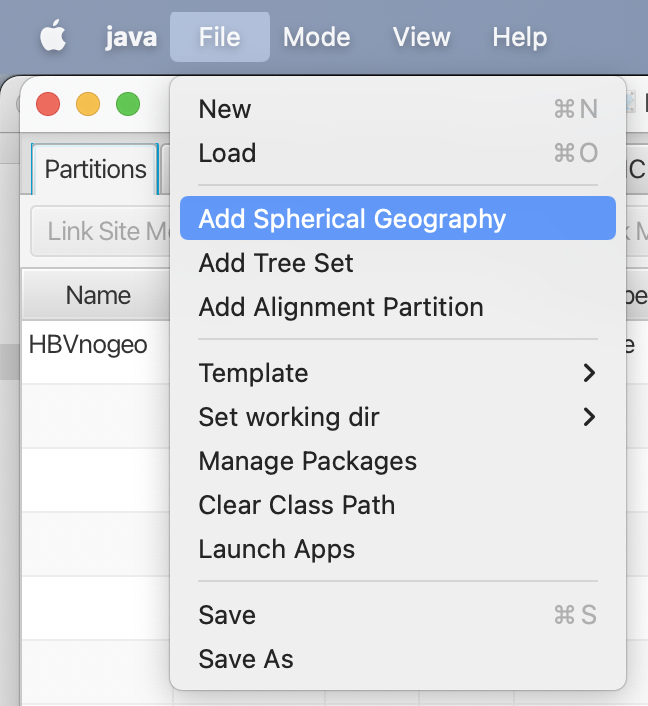 java File Mode View Help
New ⌘N
Load ⌘O
Partitions
Add Spherical Geography
Link Site
Add Tree Set
Name
Add Alignment Partition
HBVnogeo
Template
Set working dir
Manage Packages
Clear Class Path
Launch Apps
Save ⌘S
Save As